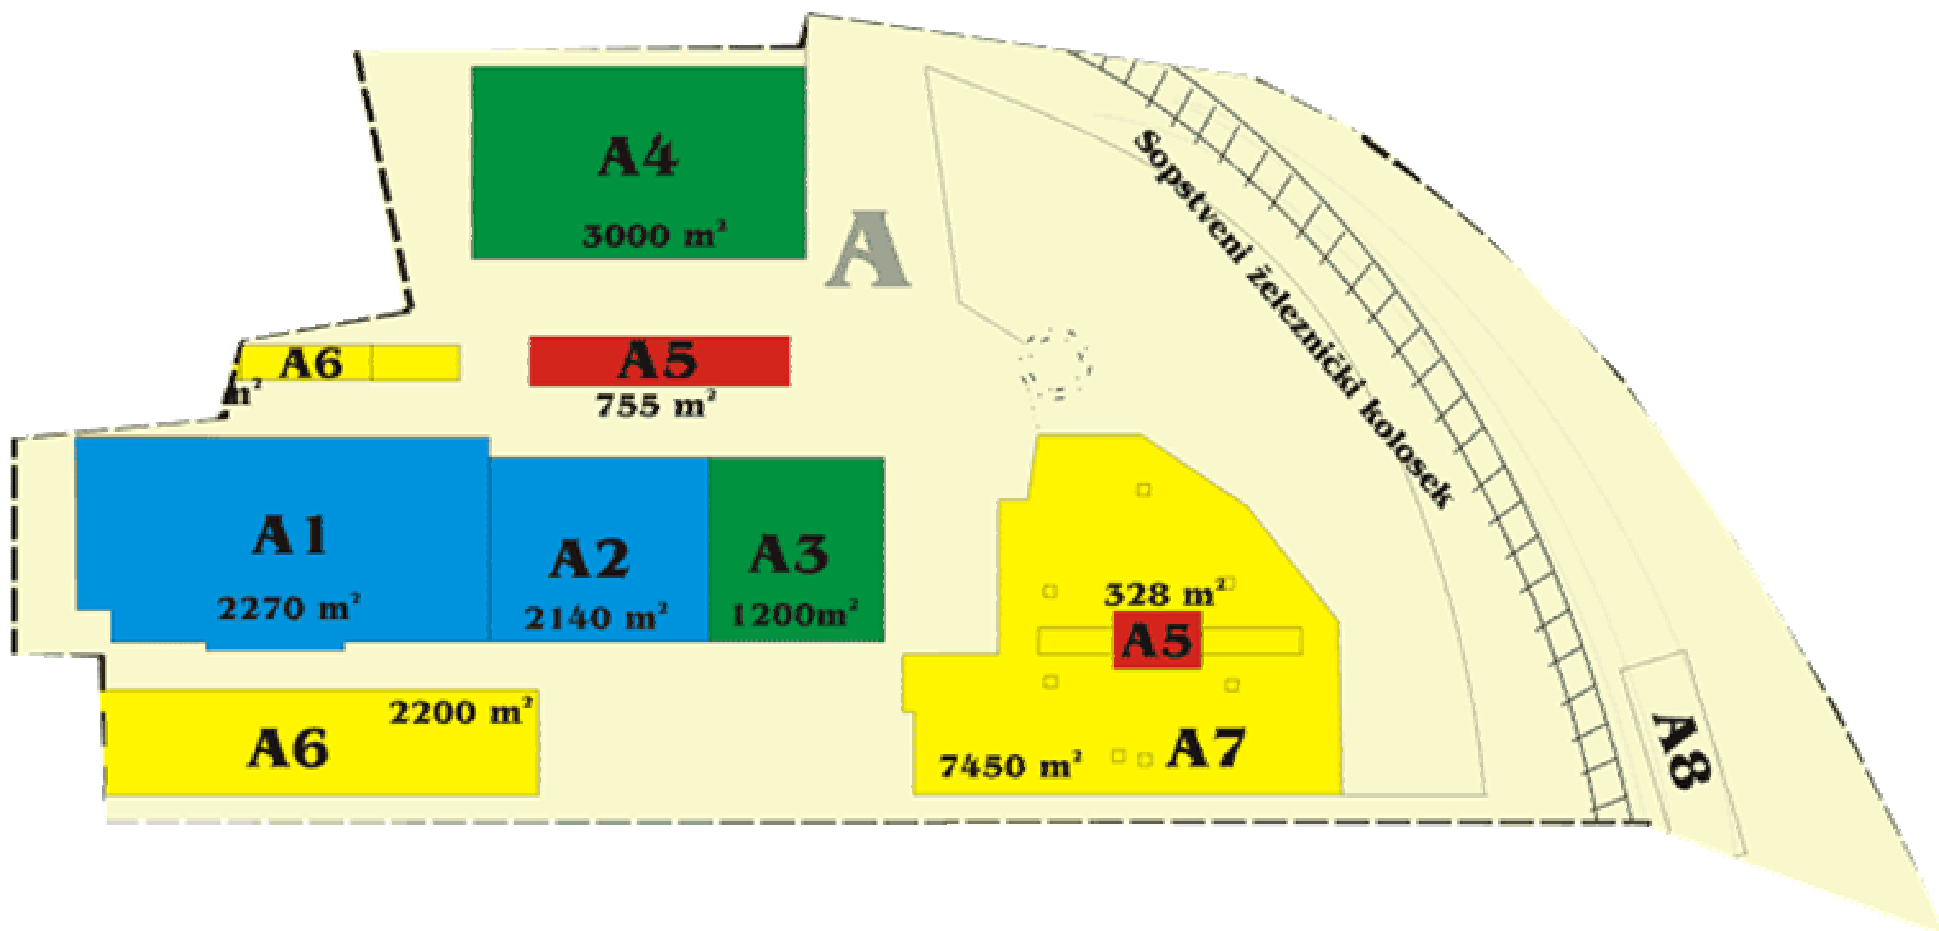 A4
3000 m²
A
Sopstveni železnički kolosek
A6
m²
A5
755 m²
A1
2270 m²
A2
2140 m²
A3
1200m²
328 m²
A5
A6
2200 m²
7450 m²
A7
A8